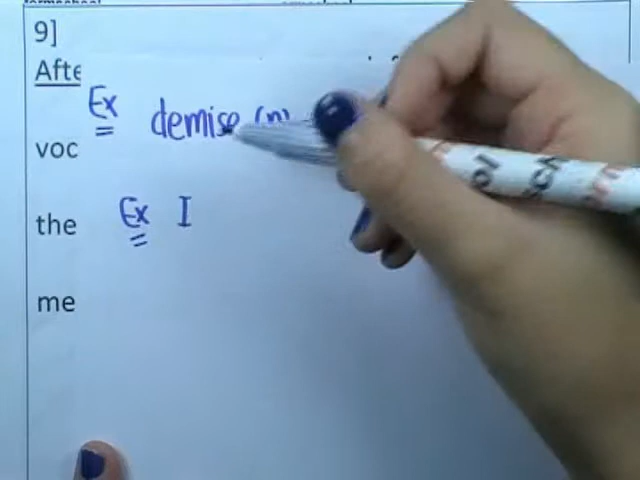 9]
Afte
Ex demise (n)
voc
Ex I
the
me